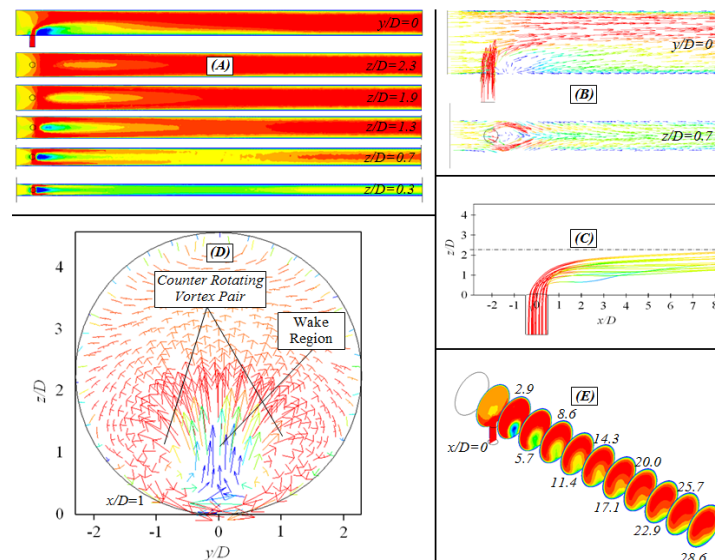 y/D=0
(A)
z/D=2.3
z/D=1.9
z/D=1.3
z/D=0.7
z/D=0.3
y/D=0
(B)
z/D=0.7
(C)
z/D
4
3
2
1
0
-2 -1 0 1 2 3 4 5 6 7 8
x/D
(D)
Counter Rotating
Vortex Pair
Wake
Region
z/D
4
3
2
1
0
x/D=1
-2 -1 0 1 2
y/D
(E)
x/D=0
2.9
5.7
8.6
11.4
14.3
17.1
20.0
22.9
25.7
28.6